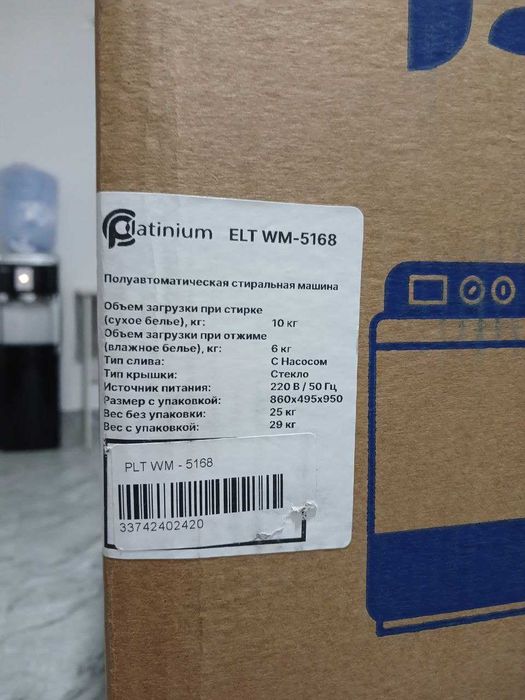 Platinium ELT WM-5168
Полуавтоматическая стиральная машина
Объем загрузки при стирке
(сухое белье), кг: 10 кг
Объем загрузки при отжиме
(влажное белье), кг: 6 кг
Тип слива: С Насосом
Тип крышки: Стекло
Источник питания: 220 В / 50 Гц
Размер с упаковкой: 860x495x950
Вес без упаковки: 25 кг
Вес с упаковкой: 29 кг
PLT WM - 5168
33742402420